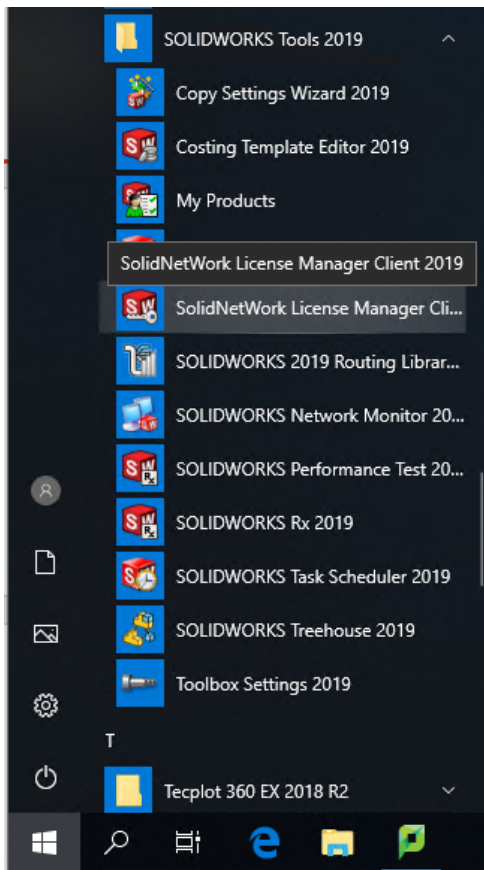 SOLIDWORKS Tools 2019
Copy Settings Wizard 2019
Costing Template Editor 2019
My Products
SolidNetWork License Manager Client 2019
SolidNetWork License Manager Cli...
SOLIDWORKS 2019 Routing Librar...
SOLIDWORKS Network Monitor 20...
SOLIDWORKS Performance Test 20...
SOLIDWORKS Rx 2019
SOLIDWORKS Task Scheduler 2019
SOLIDWORKS Treehouse 2019
Toolbox Settings 2019
T
Tecplot 360 EX 2018 R2